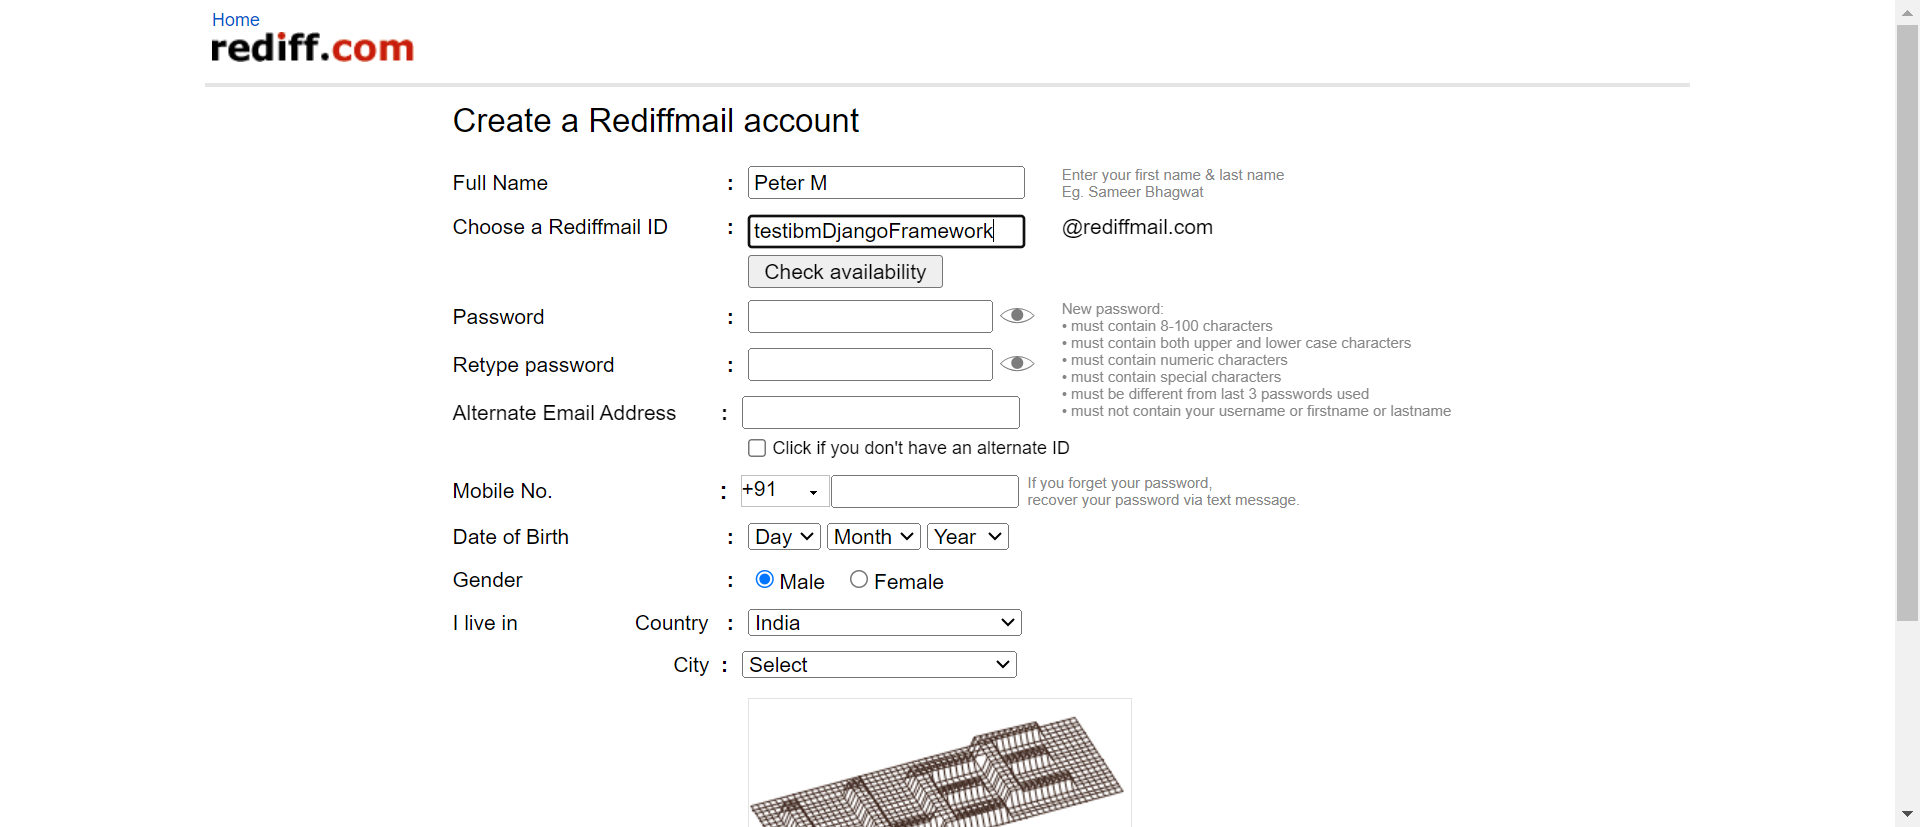 Home
rediff.com
Create a Rediffmail account
Full Name : Peter M
Enter your first name & last name
Eg. Sameer Bhagwat
Choose a Rediffmail ID : testibmDjangoFramework @rediffmail.com
Check availability
Password :
Retype password :
New password:
• must contain 8-100 characters
• must contain both upper and lower case characters
• must contain numeric characters
• must contain special characters
• must be different from last 3 passwords used
• must not contain your username or firstname or lastname
Alternate Email Address :
Click if you don't have an alternate ID
Mobile No. : +91
If you forget your password,
recover your password via text message.
Date of Birth : Day Month Year
Gender : Male Female
I live in Country : India
City : Select